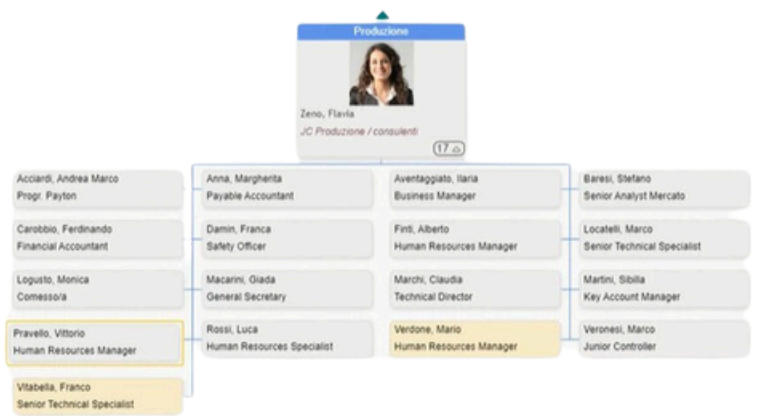 Produzione
Zeno, Flavia
JC Produzione / consulenti
17
Acciardi, Andrea Marco
Progr. Payton
Anna, Margherita
Payable Accountant
Aventaggiato, Ilaria
Business Manager
Baresi, Stefano
Senior Analyst Mercato
Carobbio, Ferdinando
Financial Accountant
Damin, Franca
Safety Officer
Finti, Alberto
Human Resources Manager
Locatelli, Marco
Senior Technical Specialist
Logusto, Monica
Comesso/a
Macarini, Giada
General Secretary
Marchi, Claudia
Technical Director
Martini, Sibilla
Key Account Manager
Pravello, Vittorio
Human Resources Manager
Rossi, Luca
Human Resources Specialist
Verdone, Mario
Human Resources Manager
Veronesi, Marco
Junior Controller
Vitabella, Franco
Senior Technical Specialist